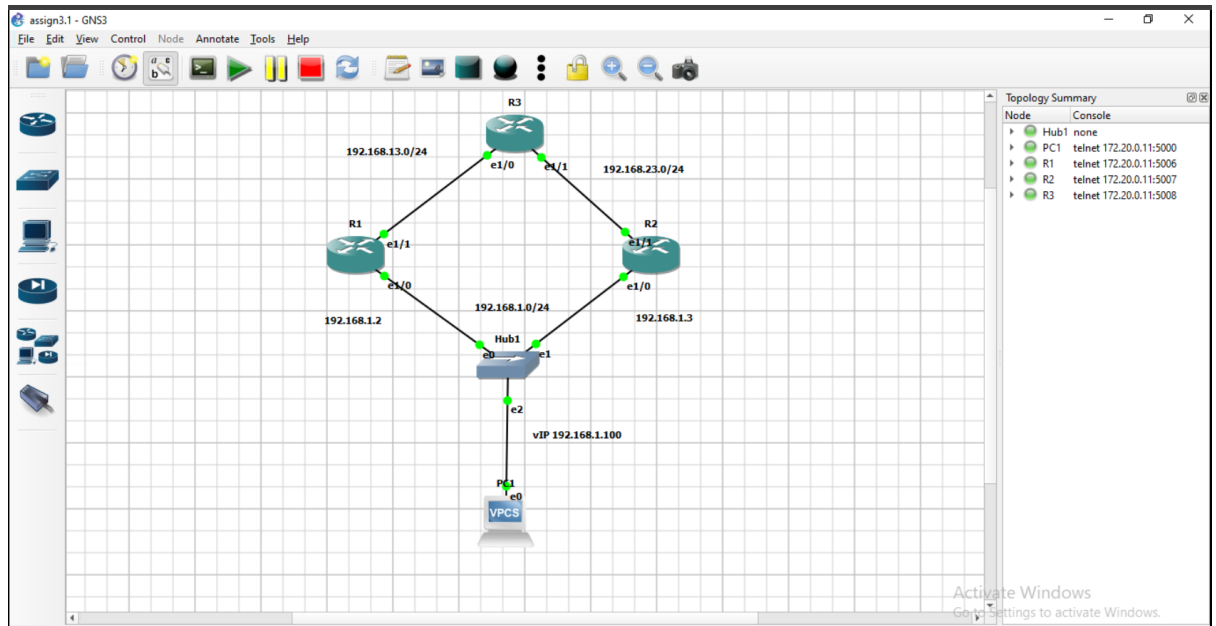 assign3.1 - GNS3
File Edit View Control Node Annotate Tools Help
Topology Summary
Node Console
Hub1 none
PC1 telnet 172.20.0.11:5000
R1 telnet 172.20.0.11:5006
R2 telnet 172.20.0.11:5007
R3 telnet 172.20.0.11:5008
R3
192.168.13.0/24
e1/0
e1/1
192.168.23.0/24
R1
R2
e1/1
e1/1
e1/0
e1/0
192.168.1.0/24
192.168.1.2
192.168.1.3
Hub1
e0
e1
e2
vIP 192.168.1.100
PC1
e0
VPCS
Activate Windows
Go to Settings to activate Windows.